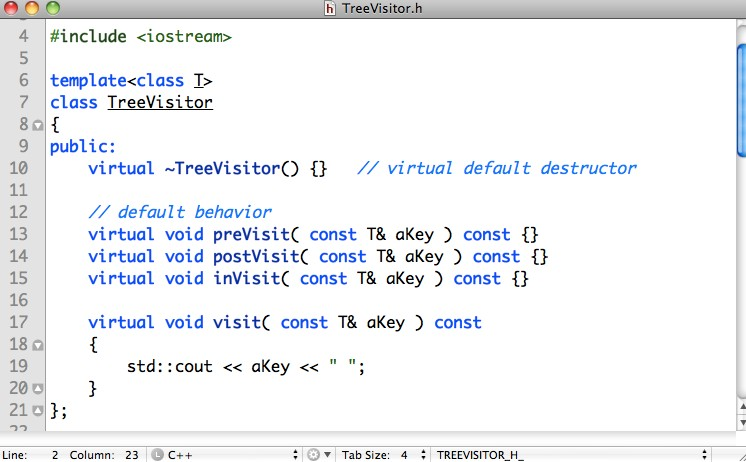 TreeVisitor.h
4 #include <iostream>
5
6 template<class T>
7 class TreeVisitor
8 {
9 public:
10     virtual ~TreeVisitor() {}   // virtual default destructor
11
12     // default behavior
13     virtual void preVisit( const T& aKey ) const {}
14     virtual void postVisit( const T& aKey ) const {}
15     virtual void inVisit( const T& aKey ) const {}
16
17     virtual void visit( const T& aKey ) const
18     {
19         std::cout << aKey << " ";
20     }
21 };
Line: 2 Column: 23 L C++ Tab Size: 4 TREEVISITOR_H_